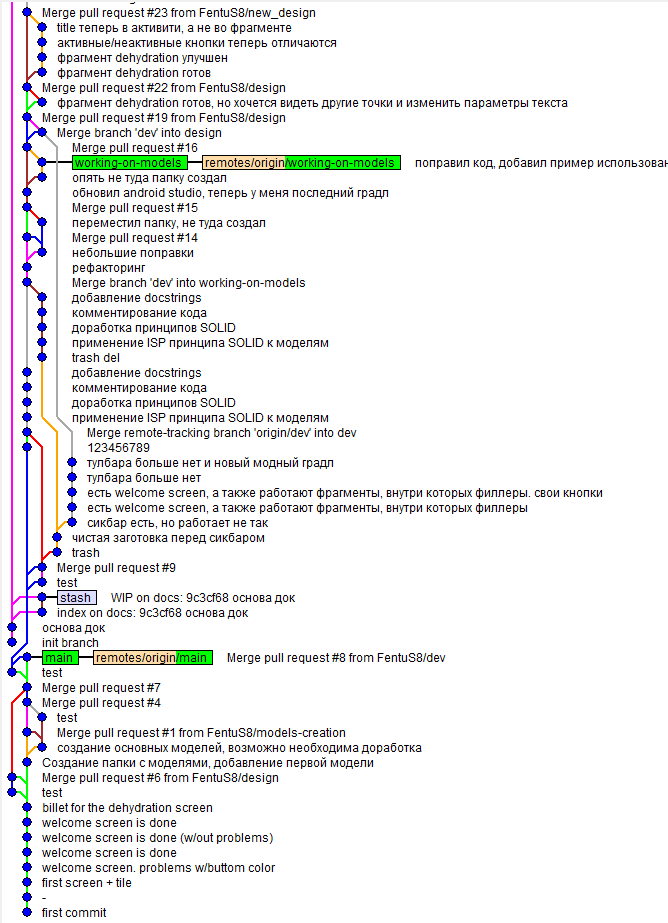 Merge pull request #23 from FentuS8/new_design
title теперь в активити, а не во фрагменте
активные/неактивные кнопки теперь отличаются
фрагмент dehydration улучшен
фрагмент dehydration готов
Merge pull request #22 from FentuS8/design
фрагмент dehydration готов, но хочется видеть другие точки и изменить параметры текста
Merge pull request #19 from FentuS8/design
Merge branch 'dev' into design
Merge pull request #16
working-on-models remotes/origin/working-on-models поправил код, добавил пример использован
опять не туда папку создал
обновил android studio, теперь у меня последний градл
Merge pull request #15
переместил папку, не туда создал
Merge pull request #14
небольшие поправки
рефакторинг
Merge branch 'dev' into working-on-models
добавление docstrings
комментирование кода
доработка принципов SOLID
применение ISP принципа SOLID к моделям
trash del
добавление docstrings
комментирование кода
доработка принципов SOLID
применение ISP принципа SOLID к моделям
Merge remote-tracking branch 'origin/dev' into dev
123456789
тулбара больше нет и новый модный градл
тулбара больше нет
есть welcome screen, а также работают фрагменты, внутри которых филлеры. свои кнопки
есть welcome screen, а также работают фрагменты, внутри которых филлеры
сикбар есть, но работает не так
чистая заготовка перед сикбаром
trash
Merge pull request #9
test
stash WIP on docs: 9c3cf68 основа док
index on docs: 9c3cf68 основа док
основа док
init branch
main remotes/origin/main Merge pull request #8 from FentuS8/dev
test
Merge pull request #7
Merge pull request #4
test
Merge pull request #1 from FentuS8/models-creation
создание основных моделей, возможно необходима доработка
Создание папки с моделями, добавление первой модели
Merge pull request #6 from FentuS8/design
test
billet for the dehydration screen
welcome screen is done
welcome screen is done (w/out problems)
welcome screen is done
welcome screen. problems w/buttom color
first screen + tile
-
first commit